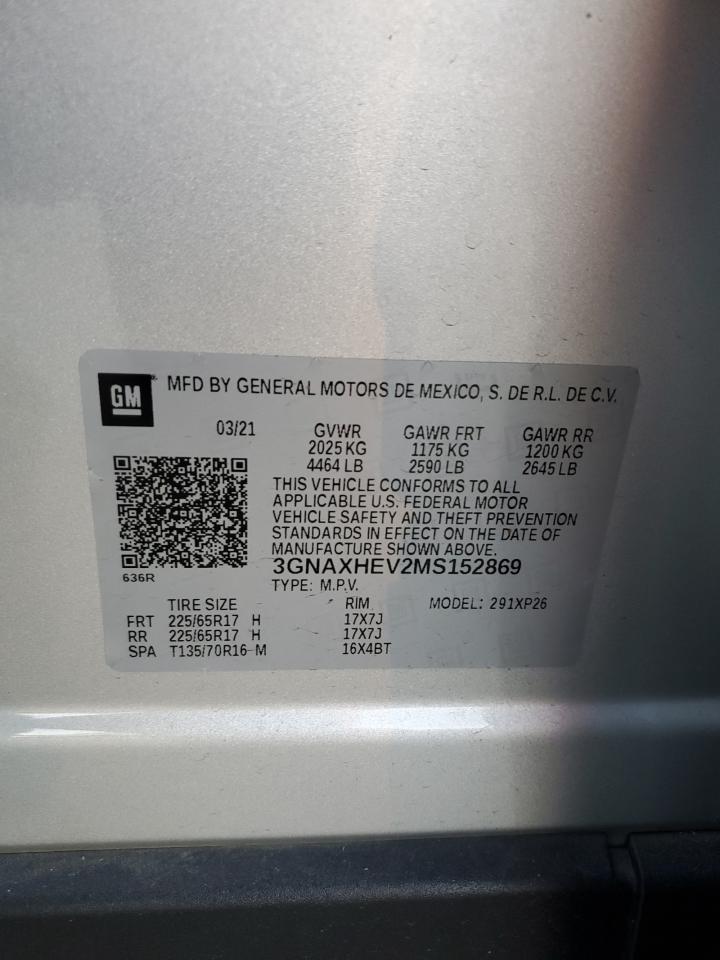 GM ® MFD BY GENERAL MOTORS DE MEXICO, S. DE R.L. DE C.V.
03/21 GVWR GAWR FRT GAWR RR
2025 KG 1175 KG 1200 KG
4464 LB 2590 LB 2645 LB
THIS VEHICLE CONFORMS TO ALL
APPLICABLE U.S. FEDERAL MOTOR
VEHICLE SAFETY AND THEFT PREVENTION
STANDARDS IN EFFECT ON THE DATE OF
MANUFACTURE SHOWN ABOVE.
3GNAXHEV2MS152869
636R TYPE: M.P.V.
TIRE SIZE RIM MODEL: 291XP26
FRT 225/65R17 H 17X7J
RR 225/65R17 H 17X7J
SPA T135/70R16 M 16X4BT